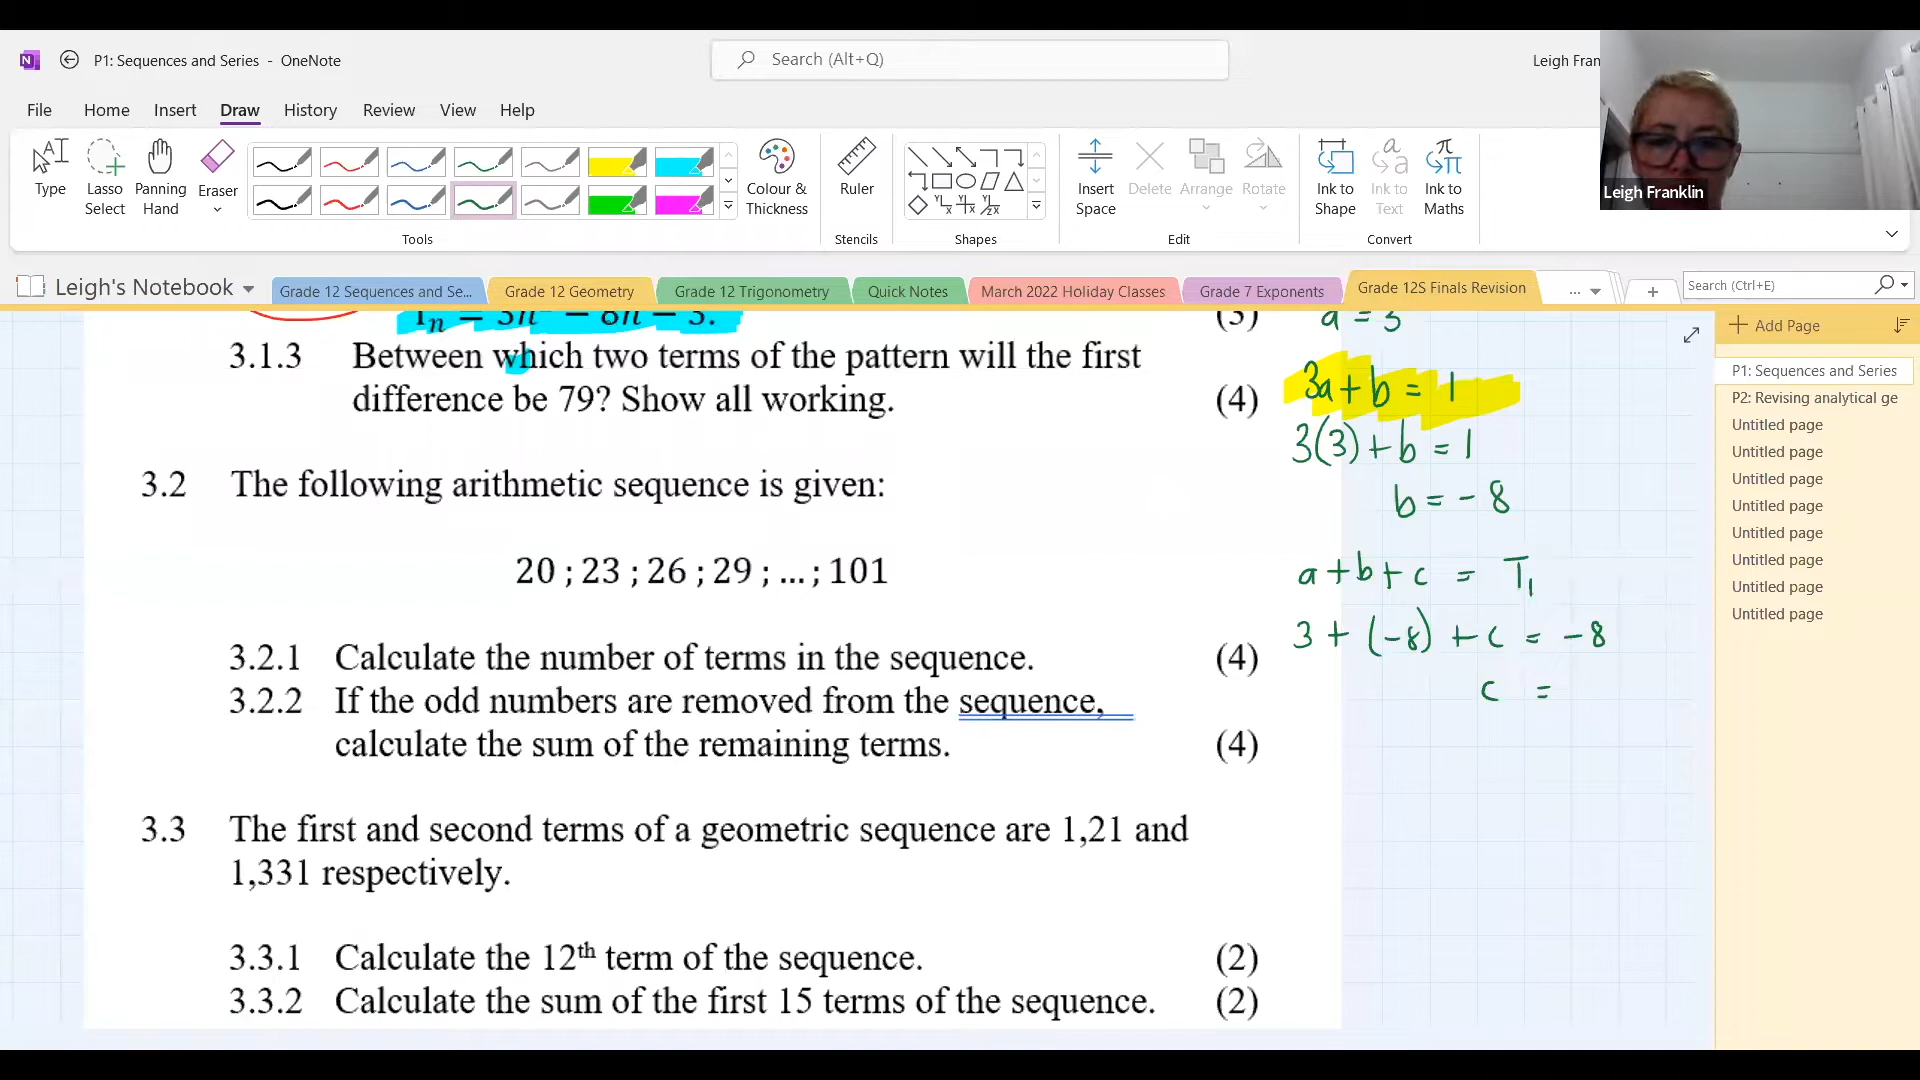 P1: Sequences and Series - OneNote
Search (Alt+Q)
Leigh Fran
File Home Insert Draw History Review View Help
Type
Lasso Select
Panning Hand
Eraser
Colour & Thickness
Ruler
Insert Space
Delete
Arrange
Rotate
Ink to Shape
Ink to Text
Ink to Maths
Leigh Franklin
Tools Stencils Shapes Edit Convert
Leigh's Notebook
Grade 12 Sequences and Se...
Grade 12 Geometry
Grade 12 Trigonometry
Quick Notes
March 2022 Holiday Classes
Grade 7 Exponents
Grade 12S Finals Revision
...
Search (Ctrl+E)
Add Page
P1: Sequences and Series
P2: Revising analytical ge
Untitled page
Untitled page
Untitled page
Untitled page
Untitled page
Untitled page
Untitled page
Untitled page
(3)
3.1.3 Between which two terms of the pattern will the first
difference be 79? Show all working. (4)
3.2 The following arithmetic sequence is given:
20 ; 23 ; 26 ; 29 ; ... ; 101
3.2.1 Calculate the number of terms in the sequence. (4)
3.2.2 If the odd numbers are removed from the sequence,
calculate the sum of the remaining terms. (4)
3.3 The first and second terms of a geometric sequence are 1,21 and
1,331 respectively.
3.3.1 Calculate the 12th term of the sequence. (2)
3.3.2 Calculate the sum of the first 15 terms of the sequence. (2)
a = 3
3a + b = 1
3(3) + b = 1
b = - 8
a + b + c = T1
3 + (-8) + c = -8
c =